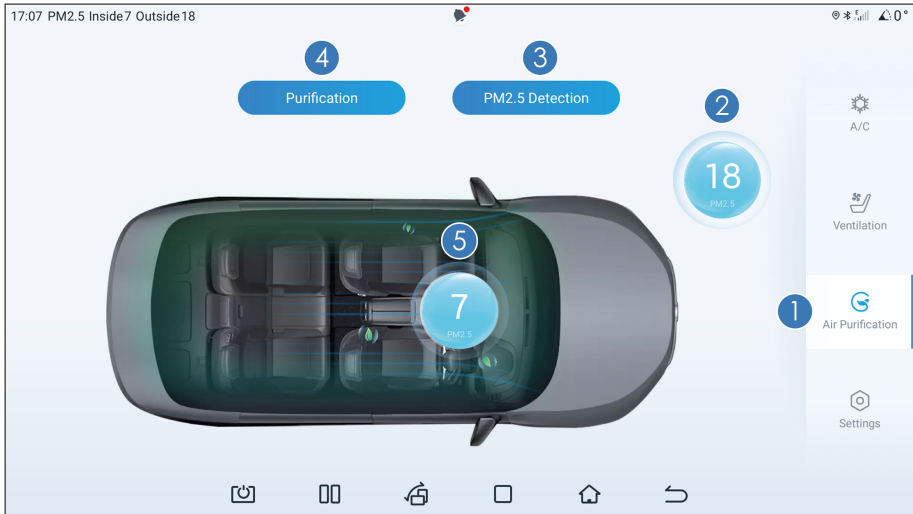 17:07 PM2.5 Inside7 Outside18
0°
4
3
Purification
PM2.5 Detection
2
18
PM2.5
A/C
Ventilation
5
7
PM2.5
1
Air Purification
Settings